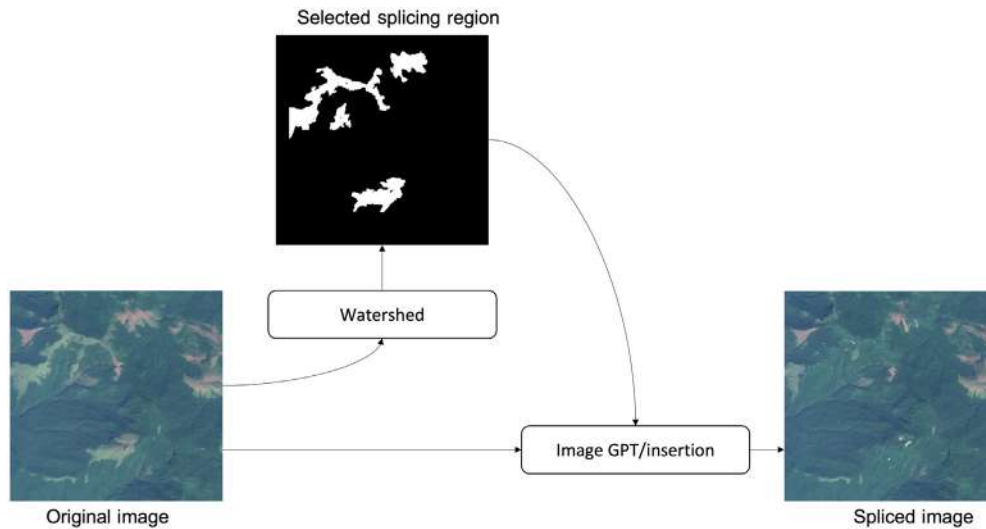 Selected splicing region
Watershed
Image GPT/insertion
Original image
Spliced image